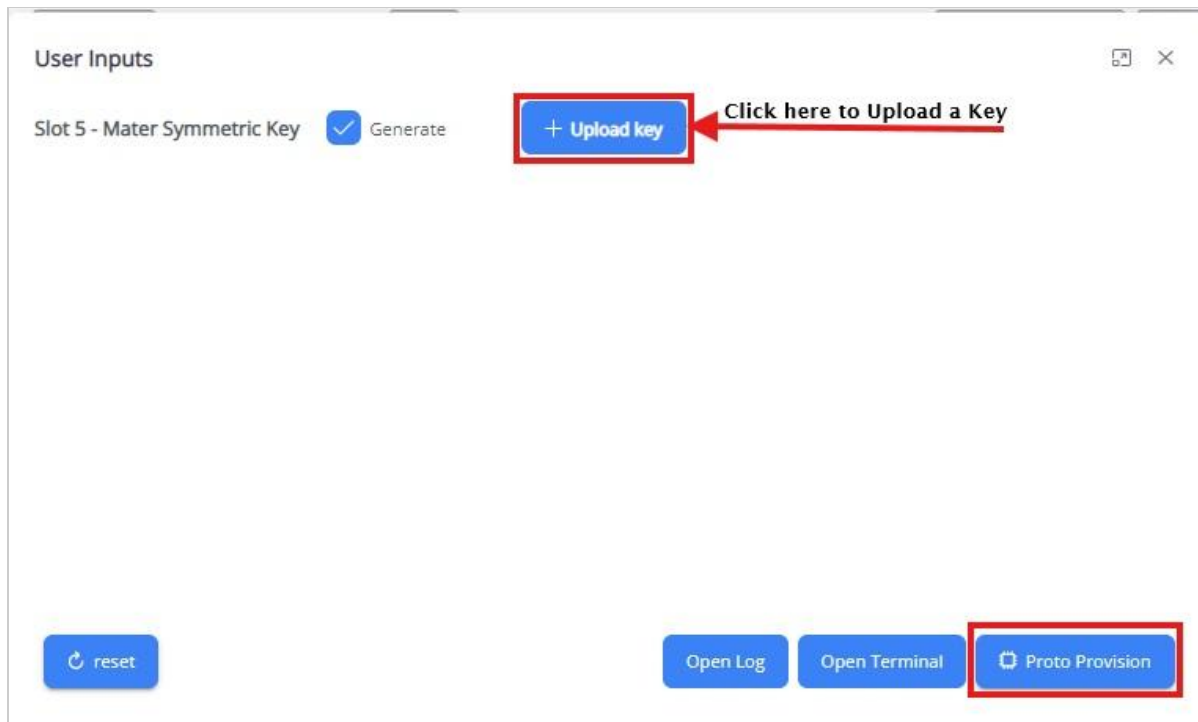 User Inputs
Slot 5 - Mater Symmetric Key Generate + Upload key Click here to Upload a Key
reset Open Log Open Terminal Proto Provision